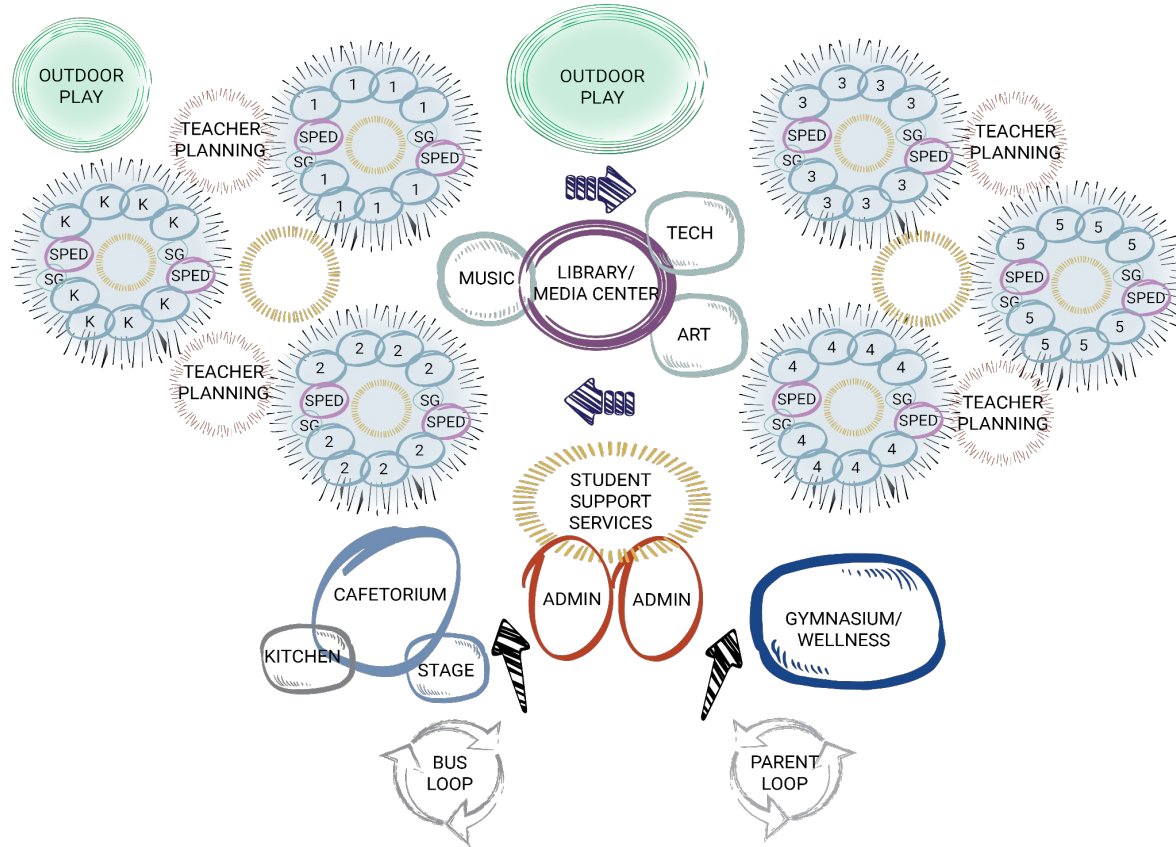 OUTDOOR
PLAY
TEACHER
PLANNING
1 1
1 1
SPED SG
SG SPED
1 1
1 1
OUTDOOR
PLAY
3 3
3 3
SPED SG
SG SPED
3 3
3 3
TEACHER
PLANNING
K K
K K
SPED SG
SG SPED
K K
K K
MUSIC
LIBRARY/
MEDIA CENTER
TECH
ART
5 5
5 5
SPED SG
SG SPED
5 5
5 5
TEACHER
PLANNING
2 2
2 2
SPED SG
SG SPED
2 2
2 2
4 4
4 4
SPED SG
SG SPED
4 4
4 4
TEACHER
PLANNING
STUDENT
SUPPORT
SERVICES
ADMIN
ADMIN
CAFETORIUM
KITCHEN
STAGE
GYMNASIUM/
WELLNESS
BUS
LOOP
PARENT
LOOP